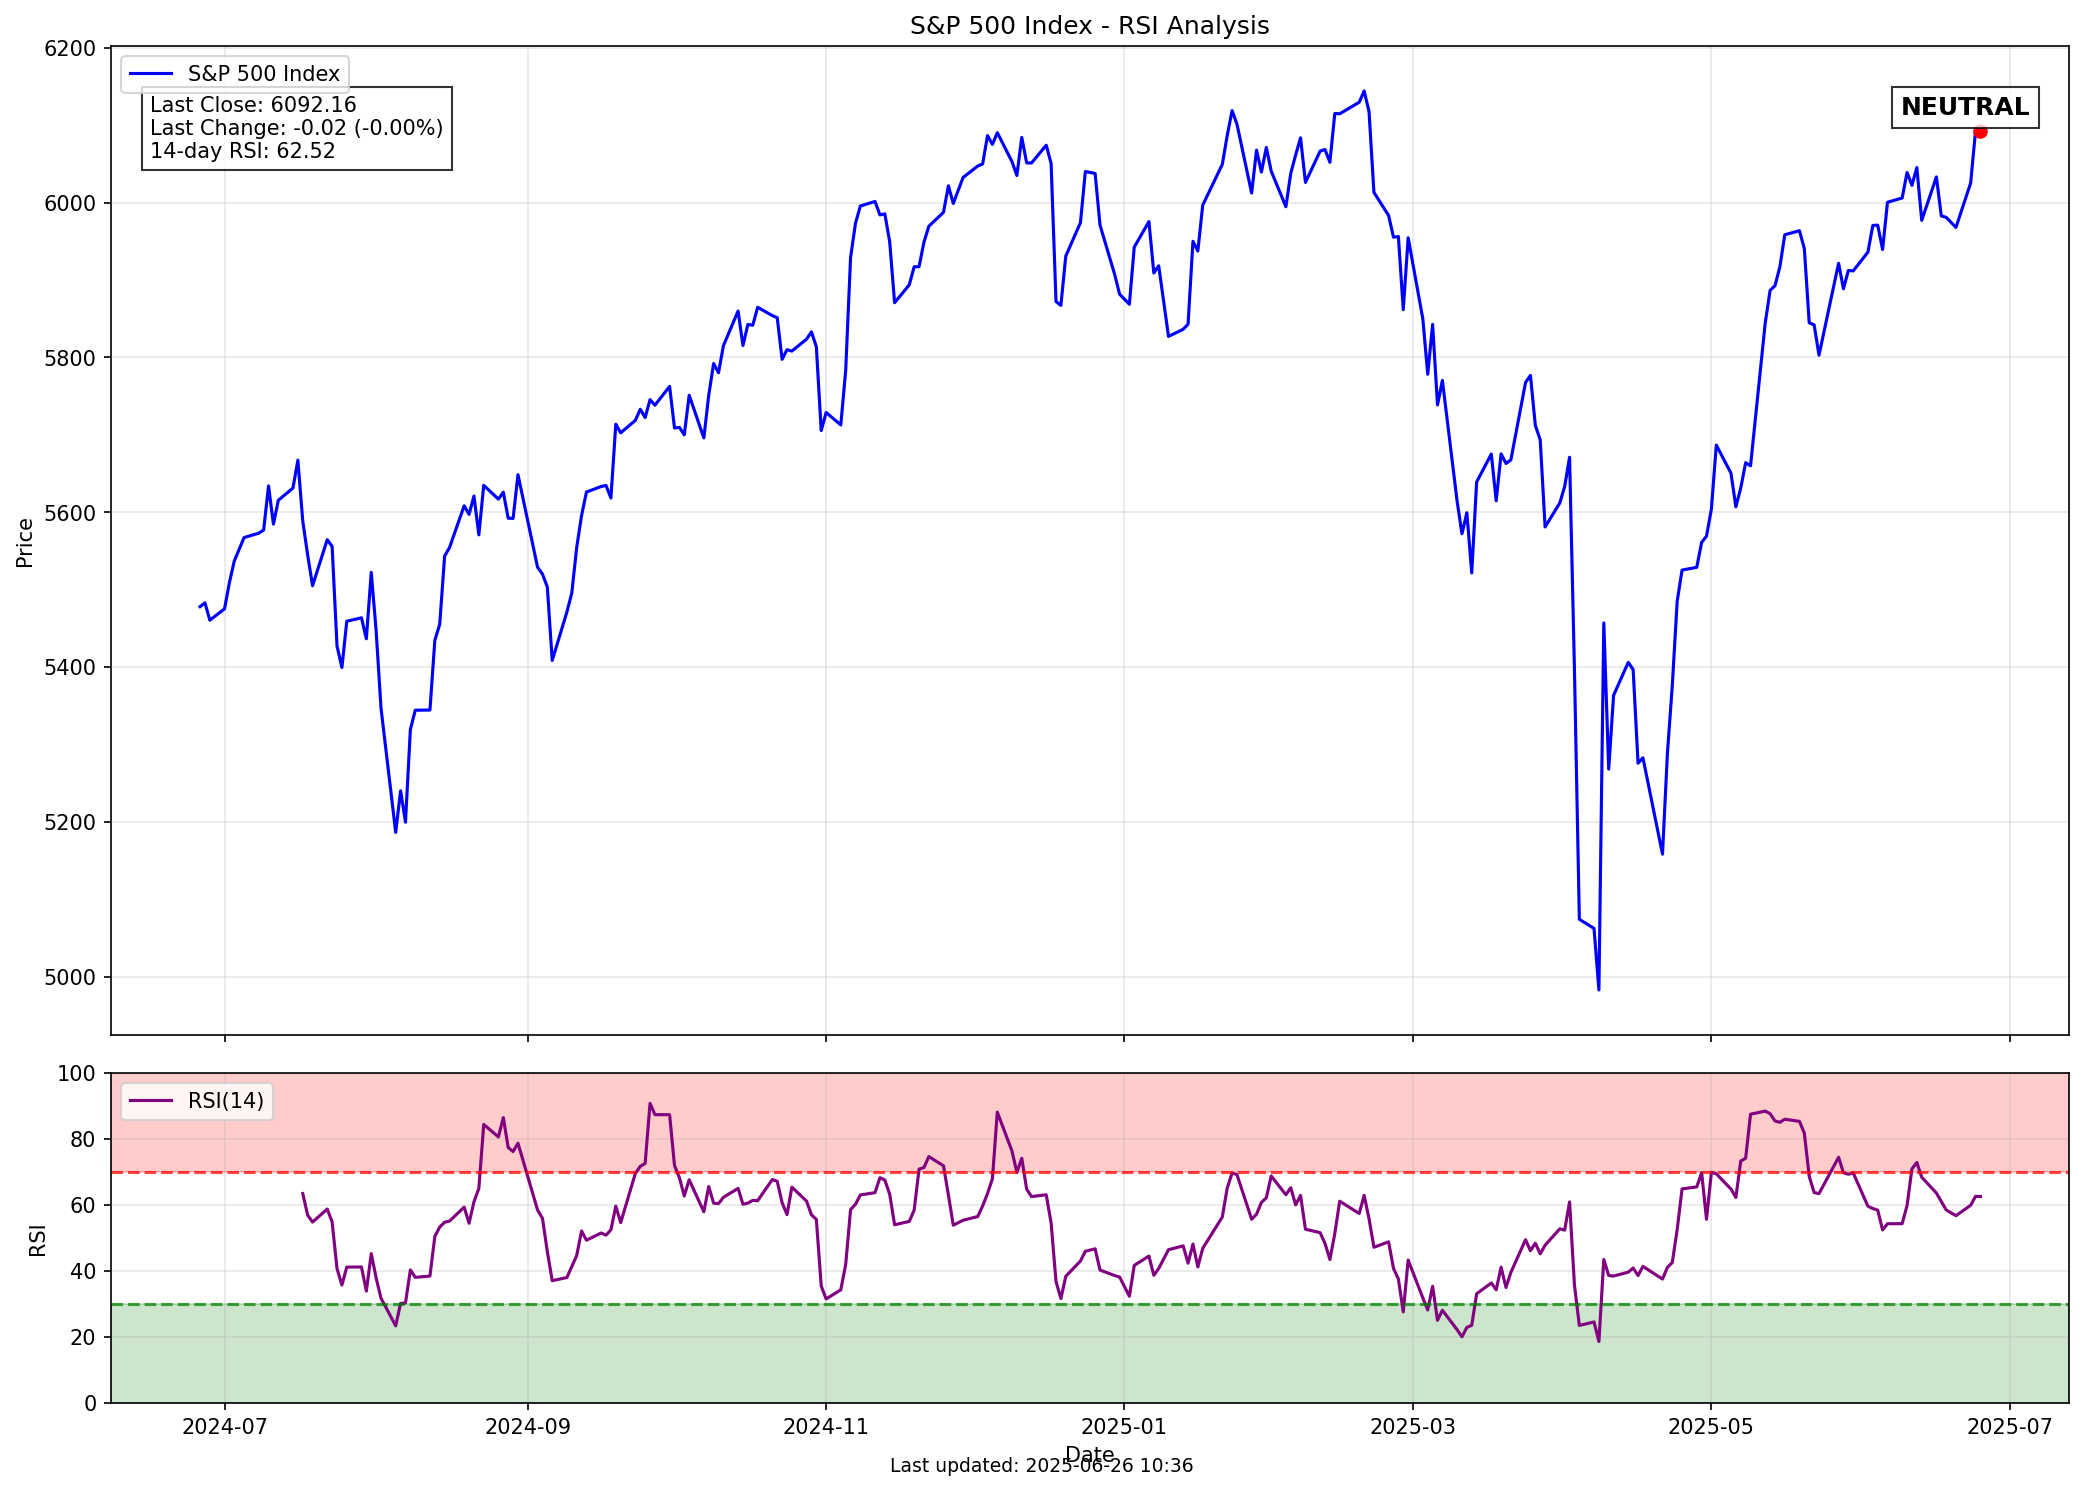 S&P 500 Index - RSI Analysis
S&P 500 Index
Last Close: 6092.16
Last Change: -0.02 (-0.00%)
14-day RSI: 62.52
NEUTRAL
6200
6000
5800
5600
5400
5200
5000
Price
RSI(14)
100
80
60
40
20
0
RSI
2024-07 2024-09 2024-11 2025-01 2025-03 2025-05 2025-07
Date
Last updated: 2025-06-26 10:36